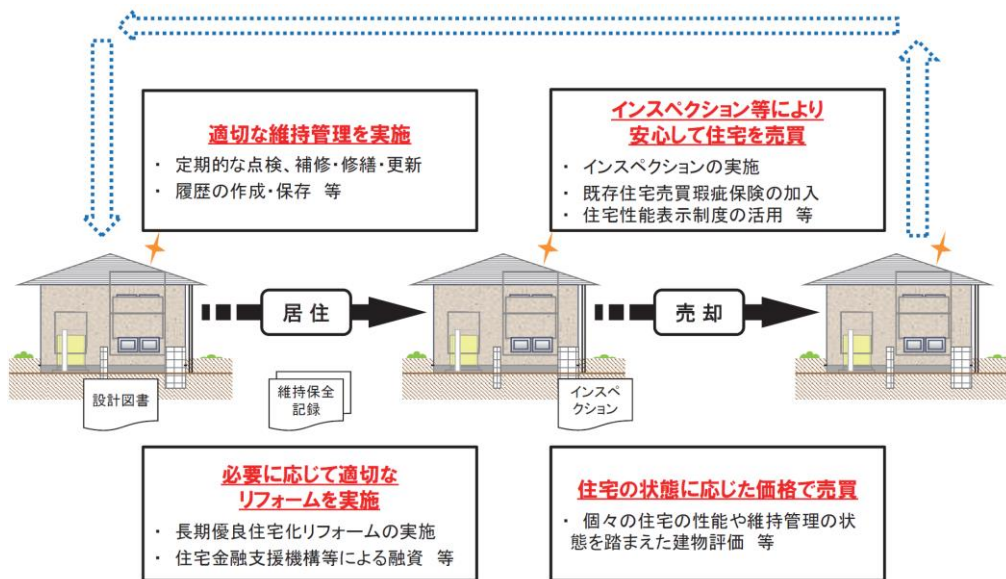 適切な維持管理を実施
・ 定期的な点検、補修・修繕・更新
・ 履歴の作成・保存 等
インスペクション等により
安心して住宅を売買
・ インスペクションの実施
・ 既存住宅売買瑕疵保険の加入
・ 住宅性能表示制度の活用 等
居 住
売 却
設計図書
維持保全
記録
インスペ
クション
必要に応じて適切な
リフォームを実施
・ 長期優良住宅化リフォームの実施
・ 住宅金融支援機構等による融資 等
住宅の状態に応じた価格で売買
・ 個々の住宅の性能や維持管理の状
態を踏まえた建物評価 等